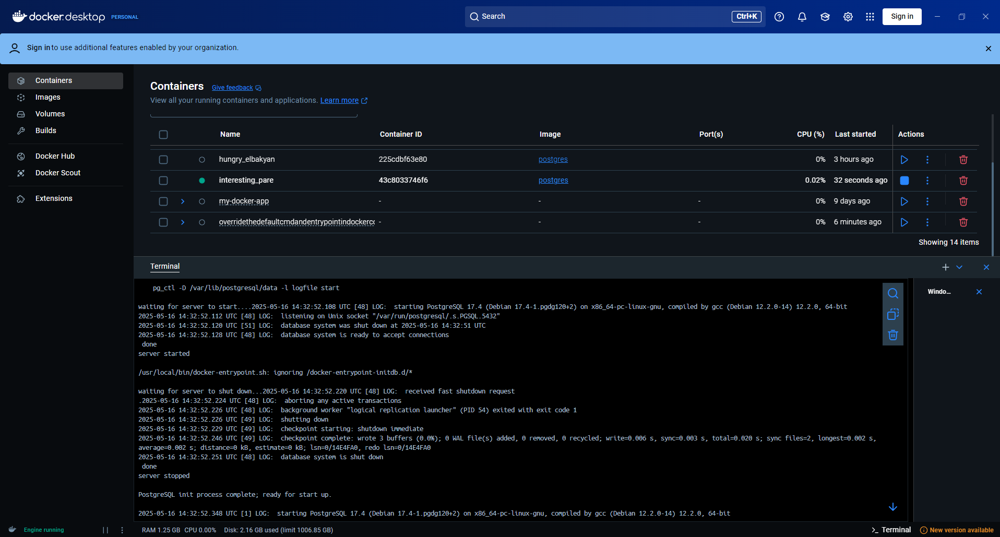 docker.desktop PERSONAL
Search Ctrl+K
Sign in
Sign in to use additional features enabled by your organization.
Containers
Images
Volumes
Builds
Docker Hub
Docker Scout
Extensions
Containers Give feedback
View all your running containers and applications. Learn more
Name Container ID Image Port(s) CPU (%) Last started Actions
hungry_elbakyan 225cdbf63e80 postgres 0% 3 hours ago
interesting_pare 43c8033746f6 postgres 0.02% 32 seconds ago
my-docker-app - - - 0% 9 days ago
overridethedefaultcmdandentrypointindockerco - - - 0% 6 minutes ago
Showing 14 items
Terminal
Windo...
pg_ctl -D /var/lib/postgresql/data -l logfile start
waiting for server to start....2025-05-16 14:32:52.108 UTC [48] LOG:  starting PostgreSQL 17.4 (Debian 17.4-1.pgdg120+2) on x86_64-pc-linux-gnu, compiled by gcc (Debian 12.2.0-14) 12.2.0, 64-bit
2025-05-16 14:32:52.112 UTC [48] LOG:  listening on Unix socket "/var/run/postgresql/.s.PGSQL.5432"
2025-05-16 14:32:52.120 UTC [51] LOG:  database system was shut down at 2025-05-16 14:32:51 UTC
2025-05-16 14:32:52.128 UTC [48] LOG:  database system is ready to accept connections
done
server started
/usr/local/bin/docker-entrypoint.sh: ignoring /docker-entrypoint-initdb.d/*
waiting for server to shut down...2025-05-16 14:32:52.220 UTC [48] LOG:  received fast shutdown request
.2025-05-16 14:32:52.224 UTC [48] LOG:  aborting any active transactions
2025-05-16 14:32:52.226 UTC [48] LOG:  background worker "logical replication launcher" (PID 54) exited with exit code 1
2025-05-16 14:32:52.226 UTC [49] LOG:  shutting down
2025-05-16 14:32:52.229 UTC [49] LOG:  checkpoint starting: shutdown immediate
2025-05-16 14:32:52.246 UTC [49] LOG:  checkpoint complete: wrote 3 buffers (0.0%); 0 WAL file(s) added, 0 removed, 0 recycled; write=0.006 s, sync=0.003 s, total=0.020 s; sync files=2, longest=0.002 s,
average=0.002 s; distance=0 kB, estimate=0 kB; lsn=0/14E4FA0, redo lsn=0/14E4FA0
2025-05-16 14:32:52.251 UTC [48] LOG:  database system is shut down
done
server stopped
PostgreSQL init process complete; ready for start up.
2025-05-16 14:32:52.348 UTC [1] LOG:  starting PostgreSQL 17.4 (Debian 17.4-1.pgdg120+2) on x86_64-pc-linux-gnu, compiled by gcc (Debian 12.2.0-14) 12.2.0, 64-bit
Engine running RAM 1.25 GB CPU 0.00% Disk: 2.16 GB used (limit 1006.85 GB) Terminal New version available